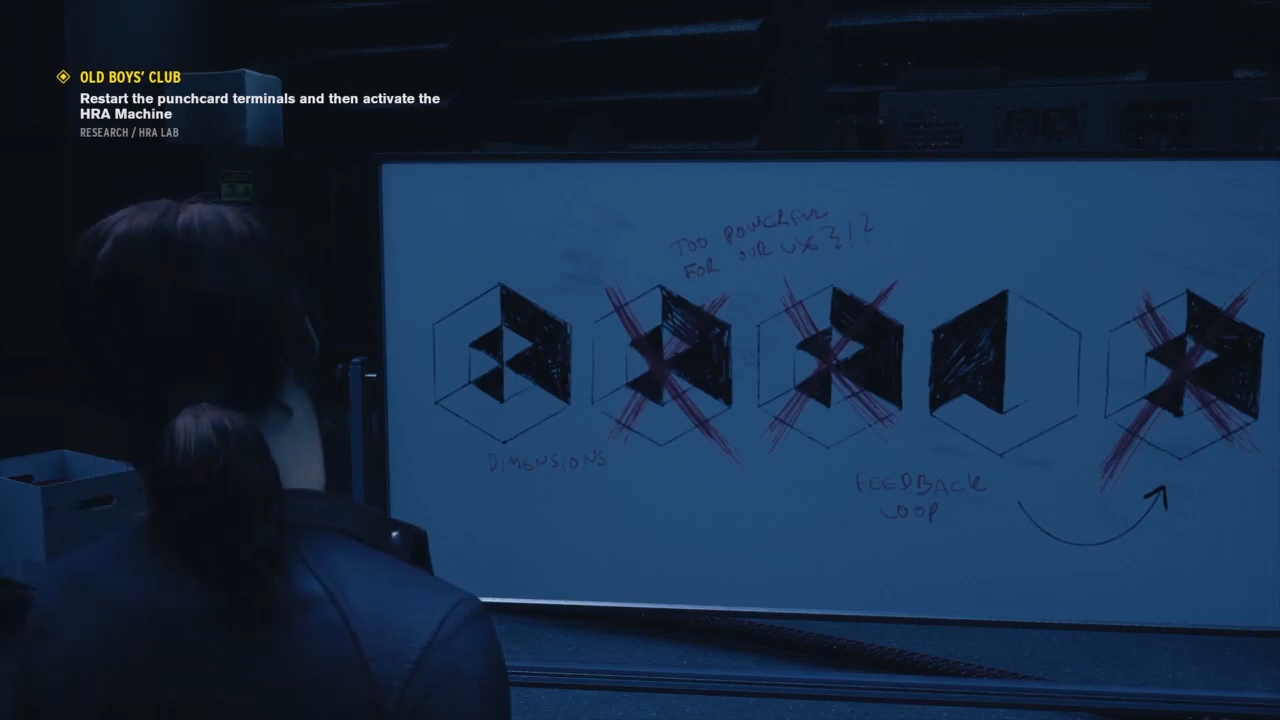 OLD BOYS' CLUB
Restart the punchcard terminals and then activate the
HRA Machine
RESEARCH / HRA LAB
TOO POWERFUL
FOR OUR UX63!?
DIMENSIONS
FEEDBACK
LOOP